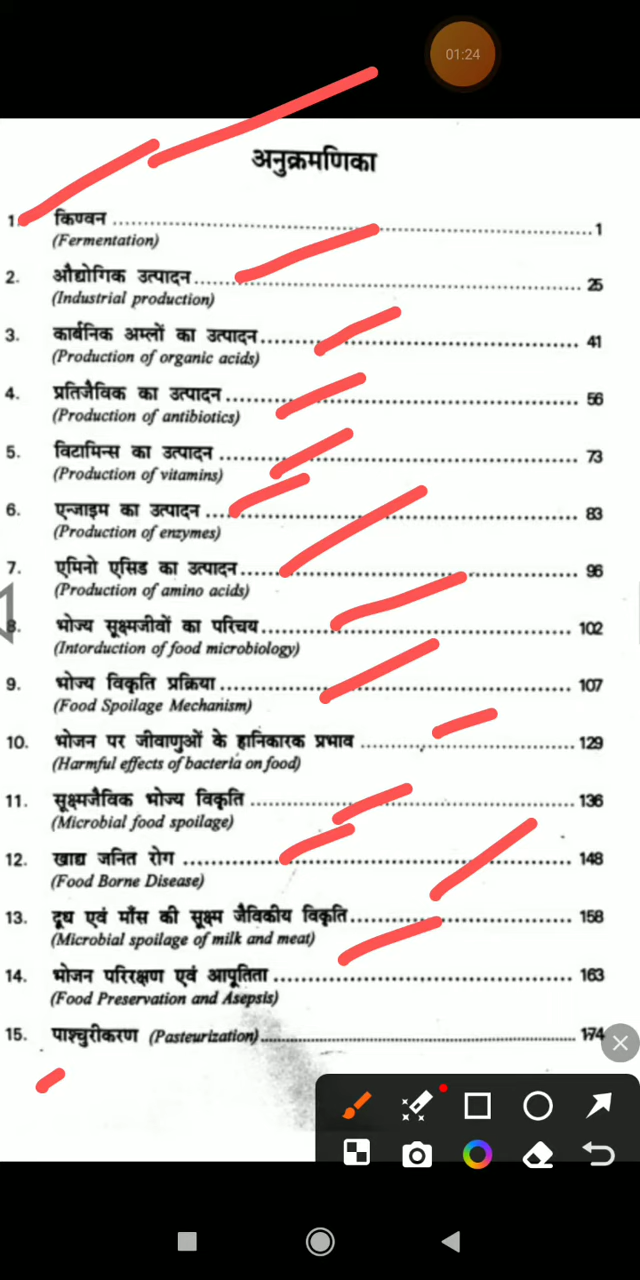 01:24
अनुक्रमणिका
1. किण्वन ........ 1
(Fermentation)
2. औद्योगिक उत्पादन ........ 25
(Industrial production)
3. कार्बनिक अम्लों का उत्पादन ........ 41
(Production of organic acids)
4. प्रतिजैविक का उत्पादन ........ 56
(Production of antibiotics)
5. विटामिन्स का उत्पादन ........ 73
(Production of vitamins)
6. एन्जाइम का उत्पादन ........ 83
(Production of enzymes)
7. एमिनो एसिड का उत्पादन ........ 96
(Production of amino acids)
8. भोज्य सूक्ष्मजीवों का परिचय ........ 102
(Intorduction of food microbiology)
9. भोज्य विकृति प्रक्रिया ........ 107
(Food Spoilage Mechanism)
10. भोजन पर जीवाणुओं के हानिकारक प्रभाव ........ 129
(Harmful effects of bacteria on food)
11. सूक्ष्मजैविक भोज्य विकृति ........ 136
(Microbial food spoilage)
12. खाद्य जनित रोग ........ 148
(Food Borne Disease)
13. दूध एवं माँस की सूक्ष्म जैविकीय विकृति ........ 158
(Microbial spoilage of milk and meat)
14. भोजन परिरक्षण एवं आपूतिता ........ 163
(Food Preservation and Asepsis)
15. पाश्चुरीकरण (Pasteurization) ........ 174